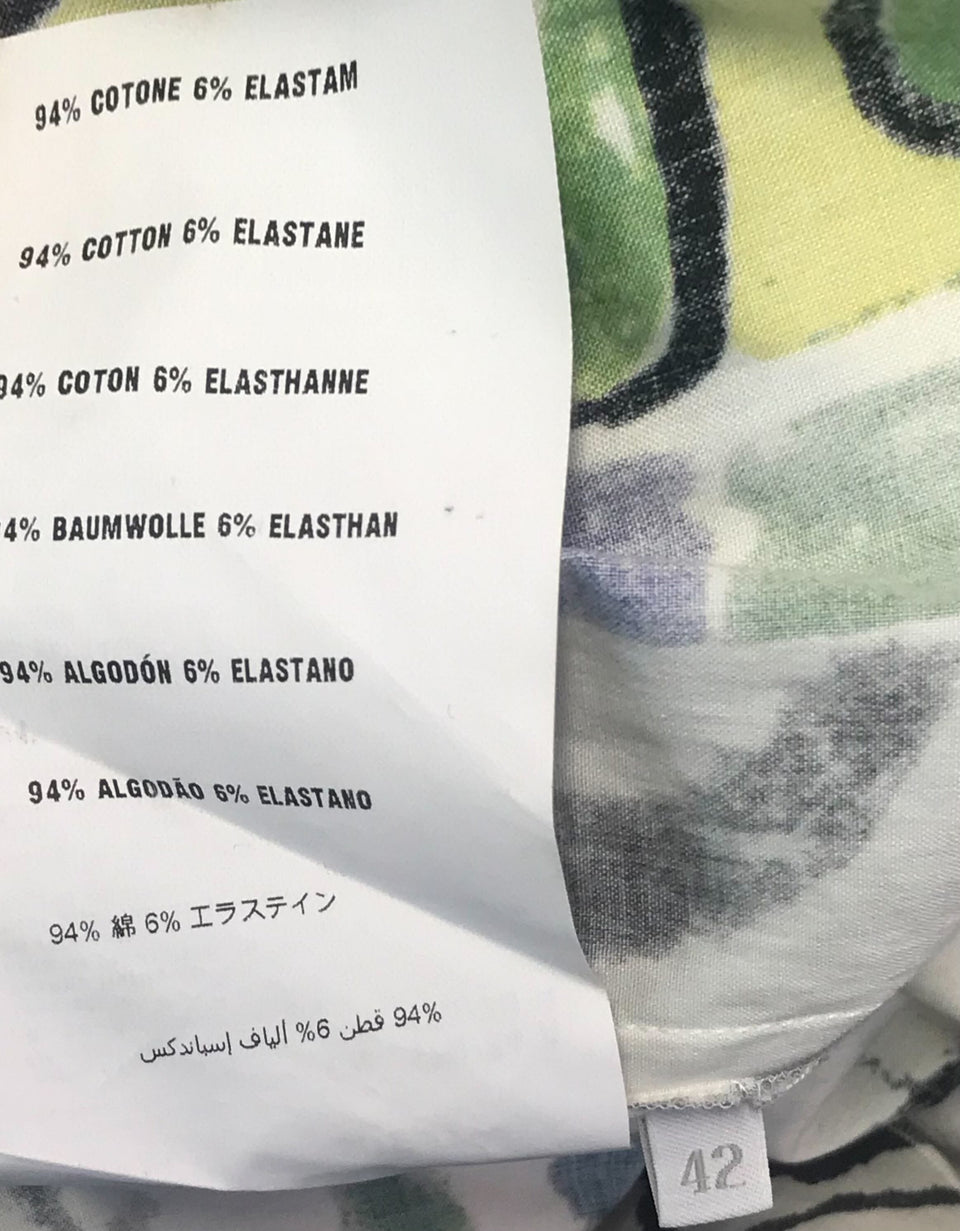 94% COTONE 6% ELASTAM
94% COTTON 6% ELASTANE
94% COTON 6% ELASTHANNE
4% BAUMWOLLE 6% ELASTHAN
94% ALGODÓN 6% ELASTANO
94% ALGODÃO 6% ELASTANO
94% 綿 6% エラステイン
94% قطن 6% ألياف إسباندكس
42